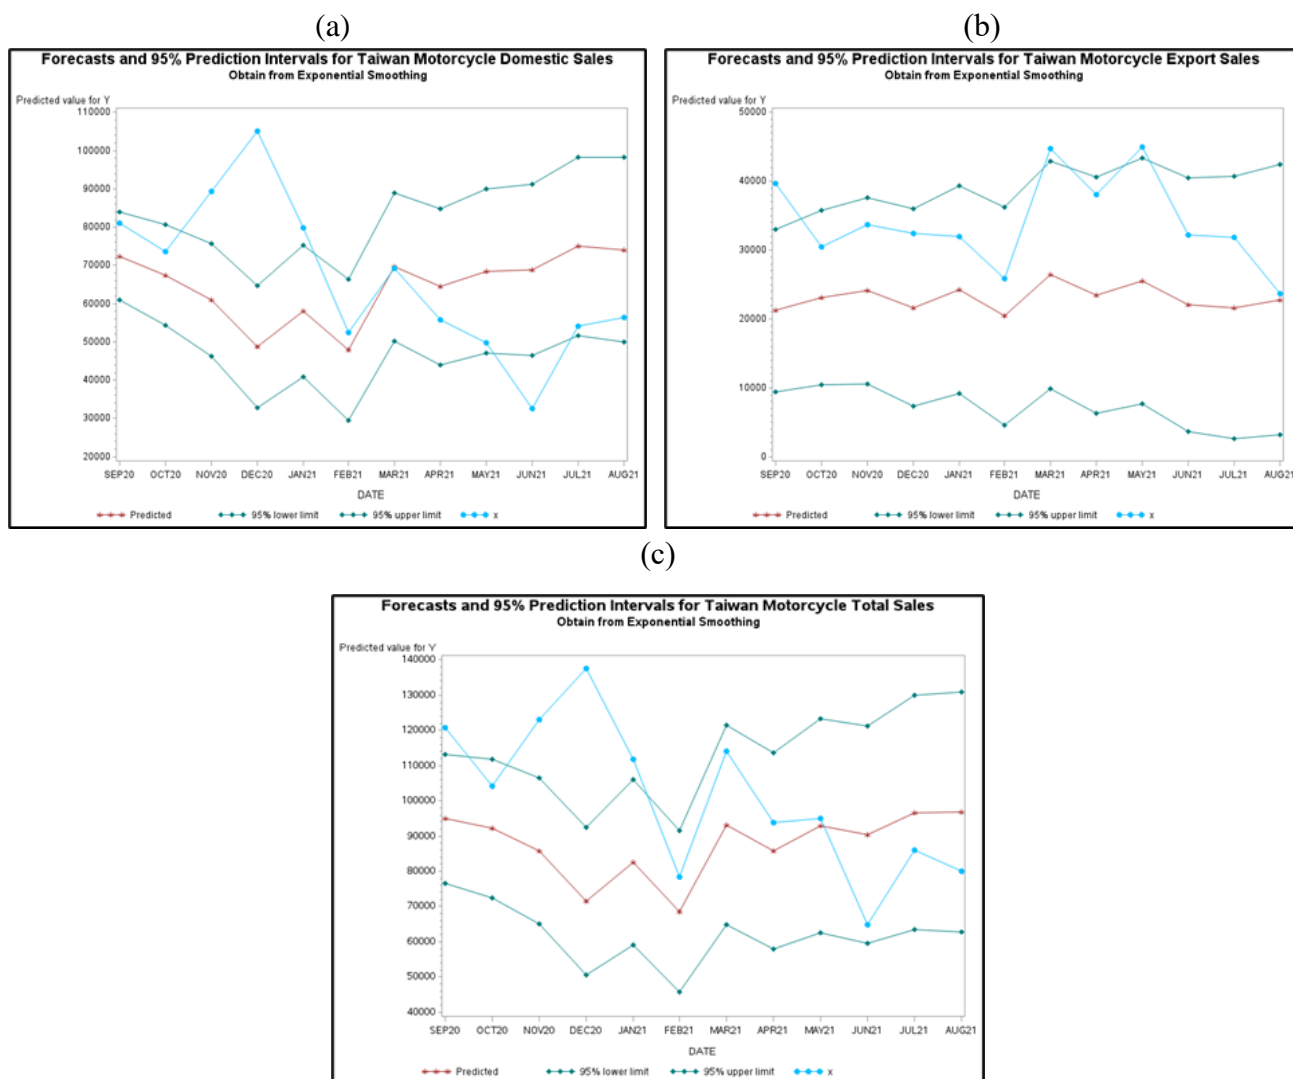 (a)
Forecasts and 95% Prediction Intervals for Taiwan Motorcycle Domestic Sales
Obtain from Exponential Smoothing
Predicted value for Y
110000
100000
90000
80000
70000
60000
50000
40000
30000
20000
SEP20 OCT20 NOV20 DEC20 JAN21 FEB21 MAR21 APR21 MAY21 JUN21 JUL21 AUG21
DATE
Predicted 95% lower limit 95% upper limit x
(b)
Forecasts and 95% Prediction Intervals for Taiwan Motorcycle Export Sales
Obtain from Exponential Smoothing
Predicted value for Y
50000
40000
30000
20000
10000
0
SEP20 OCT20 NOV20 DEC20 JAN21 FEB21 MAR21 APR21 MAY21 JUN21 JUL21 AUG21
DATE
Predicted 95% lower limit 95% upper limit x
(c)
Forecasts and 95% Prediction Intervals for Taiwan Motorcycle Total Sales
Obtain from Exponential Smoothing
Predicted value for Y
140000
130000
120000
110000
100000
90000
80000
70000
60000
50000
40000
SEP20 OCT20 NOV20 DEC20 JAN21 FEB21 MAR21 APR21 MAY21 JUN21 JUL21 AUG21
DATE
Predicted 95% lower limit 95% upper limit x